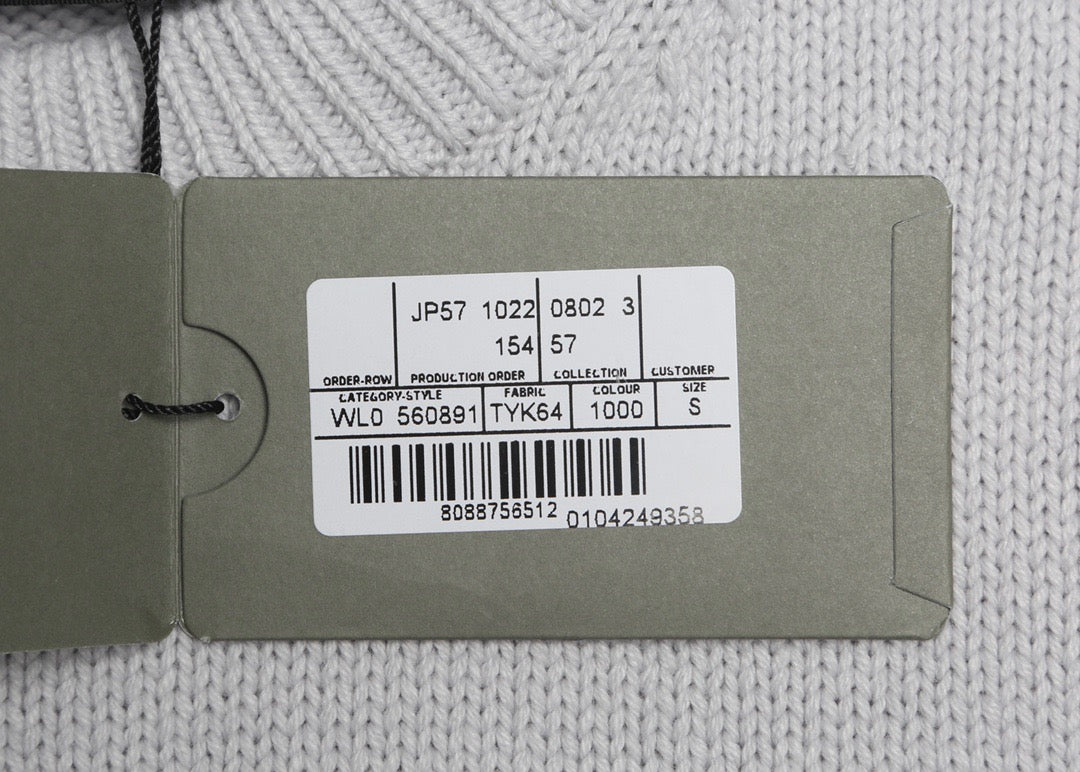 JP57 1022 0802 3
154 57
ORDER-ROW PRODUCTION ORDER COLLECTION CUSTOMER
CATEGORY-STYLE FABRIC COLOUR SIZE
WL0 560891 TYK64 1000 S
8088756512 0104249358